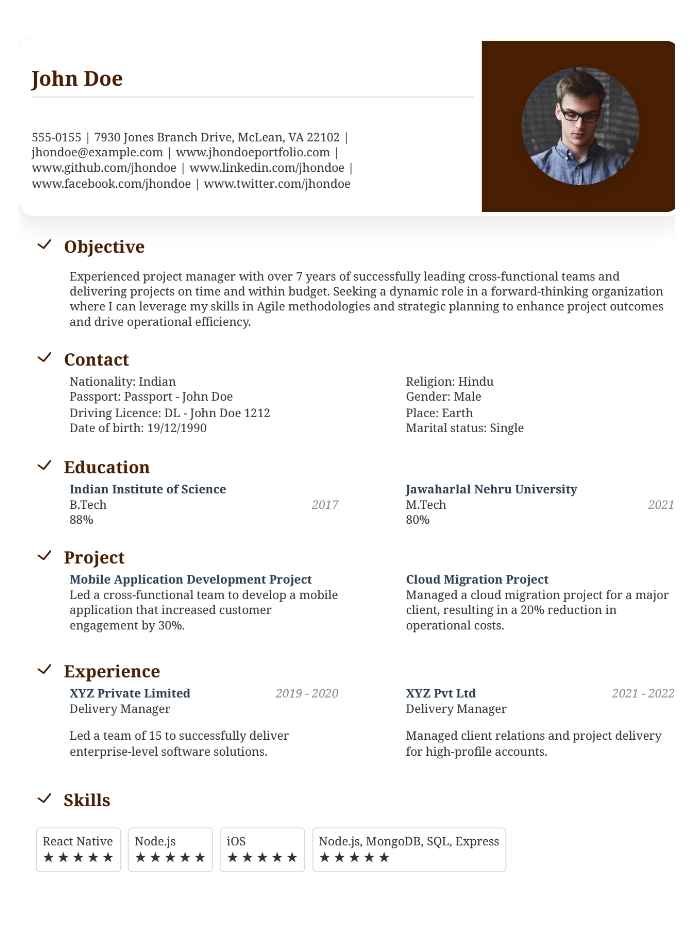 John Doe
555-0155 | 7930 Jones Branch Drive, McLean, VA 22102 |
jhondoe@example.com | www.jhondoeportfolio.com |
www.github.com/jhondoe | www.linkedin.com/jhondoe |
www.facebook.com/jhondoe | www.twitter.com/jhondoe
Objective
Experienced project manager with over 7 years of successfully leading cross-functional teams and
delivering projects on time and within budget. Seeking a dynamic role in a forward-thinking organization
where I can leverage my skills in Agile methodologies and strategic planning to enhance project outcomes
and drive operational efficiency.
Contact
Nationality: Indian
Passport: Passport - John Doe
Driving Licence: DL - John Doe 1212
Date of birth: 19/12/1990
Religion: Hindu
Gender: Male
Place: Earth
Marital status: Single
Education
Indian Institute of Science
B.Tech 2017
88%
Jawaharlal Nehru University
M.Tech 2021
80%
Project
Mobile Application Development Project
Led a cross-functional team to develop a mobile
application that increased customer
engagement by 30%.
Cloud Migration Project
Managed a cloud migration project for a major
client, resulting in a 20% reduction in
operational costs.
Experience
XYZ Private Limited 2019 - 2020
Delivery Manager
Led a team of 15 to successfully deliver
enterprise-level software solutions.
XYZ Pvt Ltd 2021 - 2022
Delivery Manager
Managed client relations and project delivery
for high-profile accounts.
Skills
React Native
★ ★ ★ ★ ★
Node.js
★ ★ ★ ★ ★
iOS
★ ★ ★ ★ ★
Node.js, MongoDB, SQL, Express
★ ★ ★ ★ ★